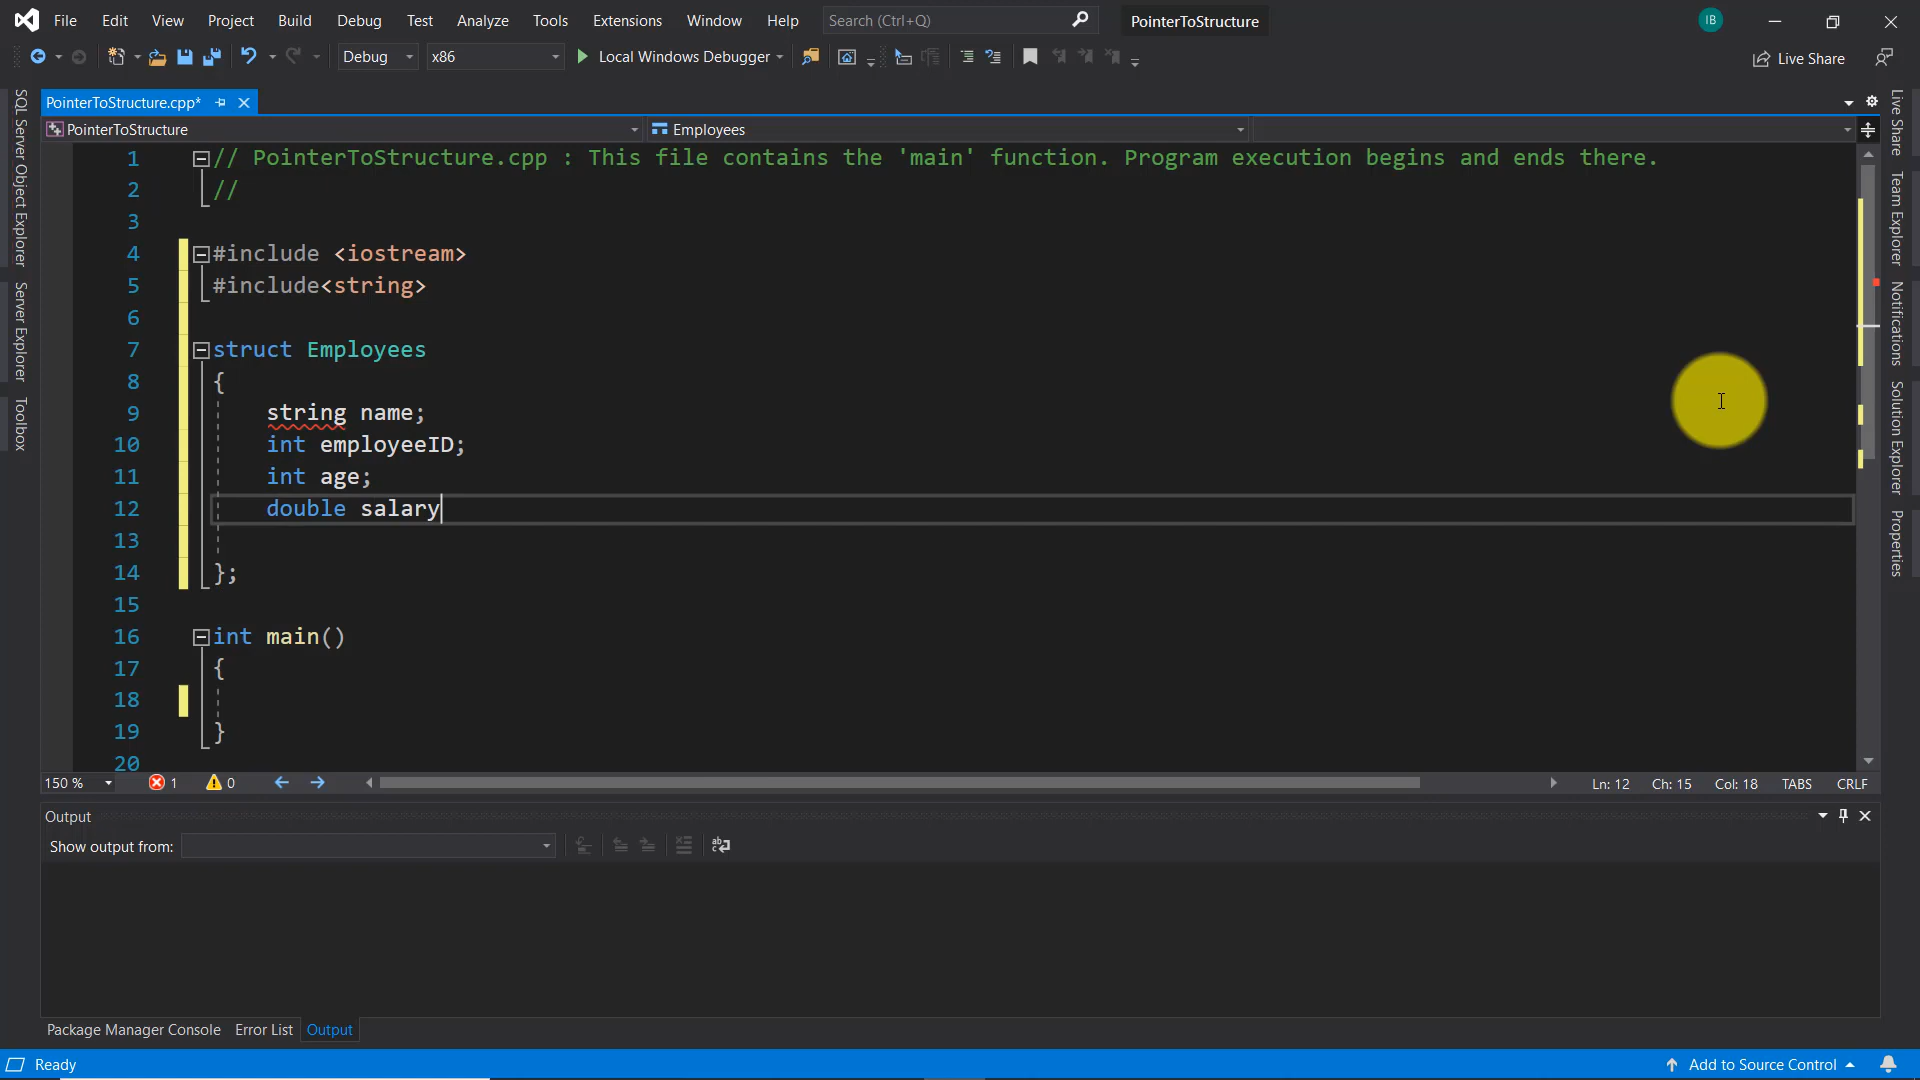 File Edit View Project Build Debug Test Analyze Tools Extensions Window Help Search (Ctrl+Q) PointerToStructure IB
Debug x86 Local Windows Debugger Live Share
PointerToStructure.cpp*
PointerToStructure Employees
1 // PointerToStructure.cpp : This file contains the 'main' function. Program execution begins and ends there.
2 //
3
4 #include <iostream>
5 #include<string>
6
7 struct Employees
8 {
9 string name;
10 int employeeID;
11 int age;
12 double salary
13
14 };
15
16 int main()
17 {
18
19 }
20
150 % 1 0 Ln: 12 Ch: 15 Col: 18 TABS CRLF
Output
Show output from:
Package Manager Console Error List Output
Ready Add to Source Control
SQL Server Object Explorer
Server Explorer
Toolbox
Live Share
Team Explorer
Notifications
Solution Explorer
Properties